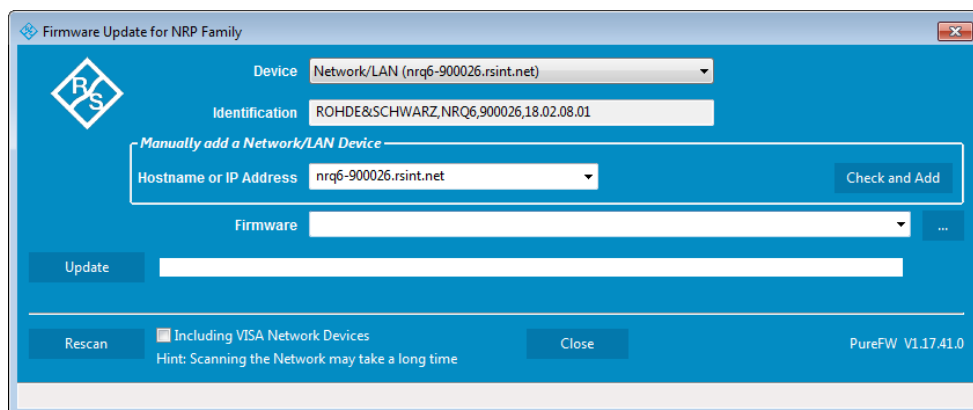 Firmware Update for NRP Family
R
S
Device Network/LAN (nrq6-900026.rsint.net)
Identification ROHDE&SCHWARZ,NRQ6,900026,18.02.08.01
Manually add a Network/LAN Device
Hostname or IP Address nrq6-900026.rsint.net Check and Add
Firmware ...
Update
Rescan Including VISA Network Devices Close PureFW V1.17.41.0
Hint: Scanning the Network may take a long time